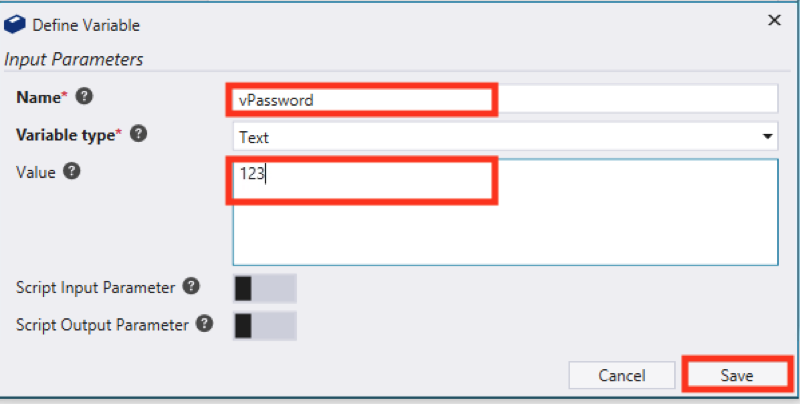 Define Variable
Input Parameters
Name* ?
vPassword
Variable type* ?
Text
Value ?
123
Script Input Parameter ?
Script Output Parameter ?
Cancel
Save